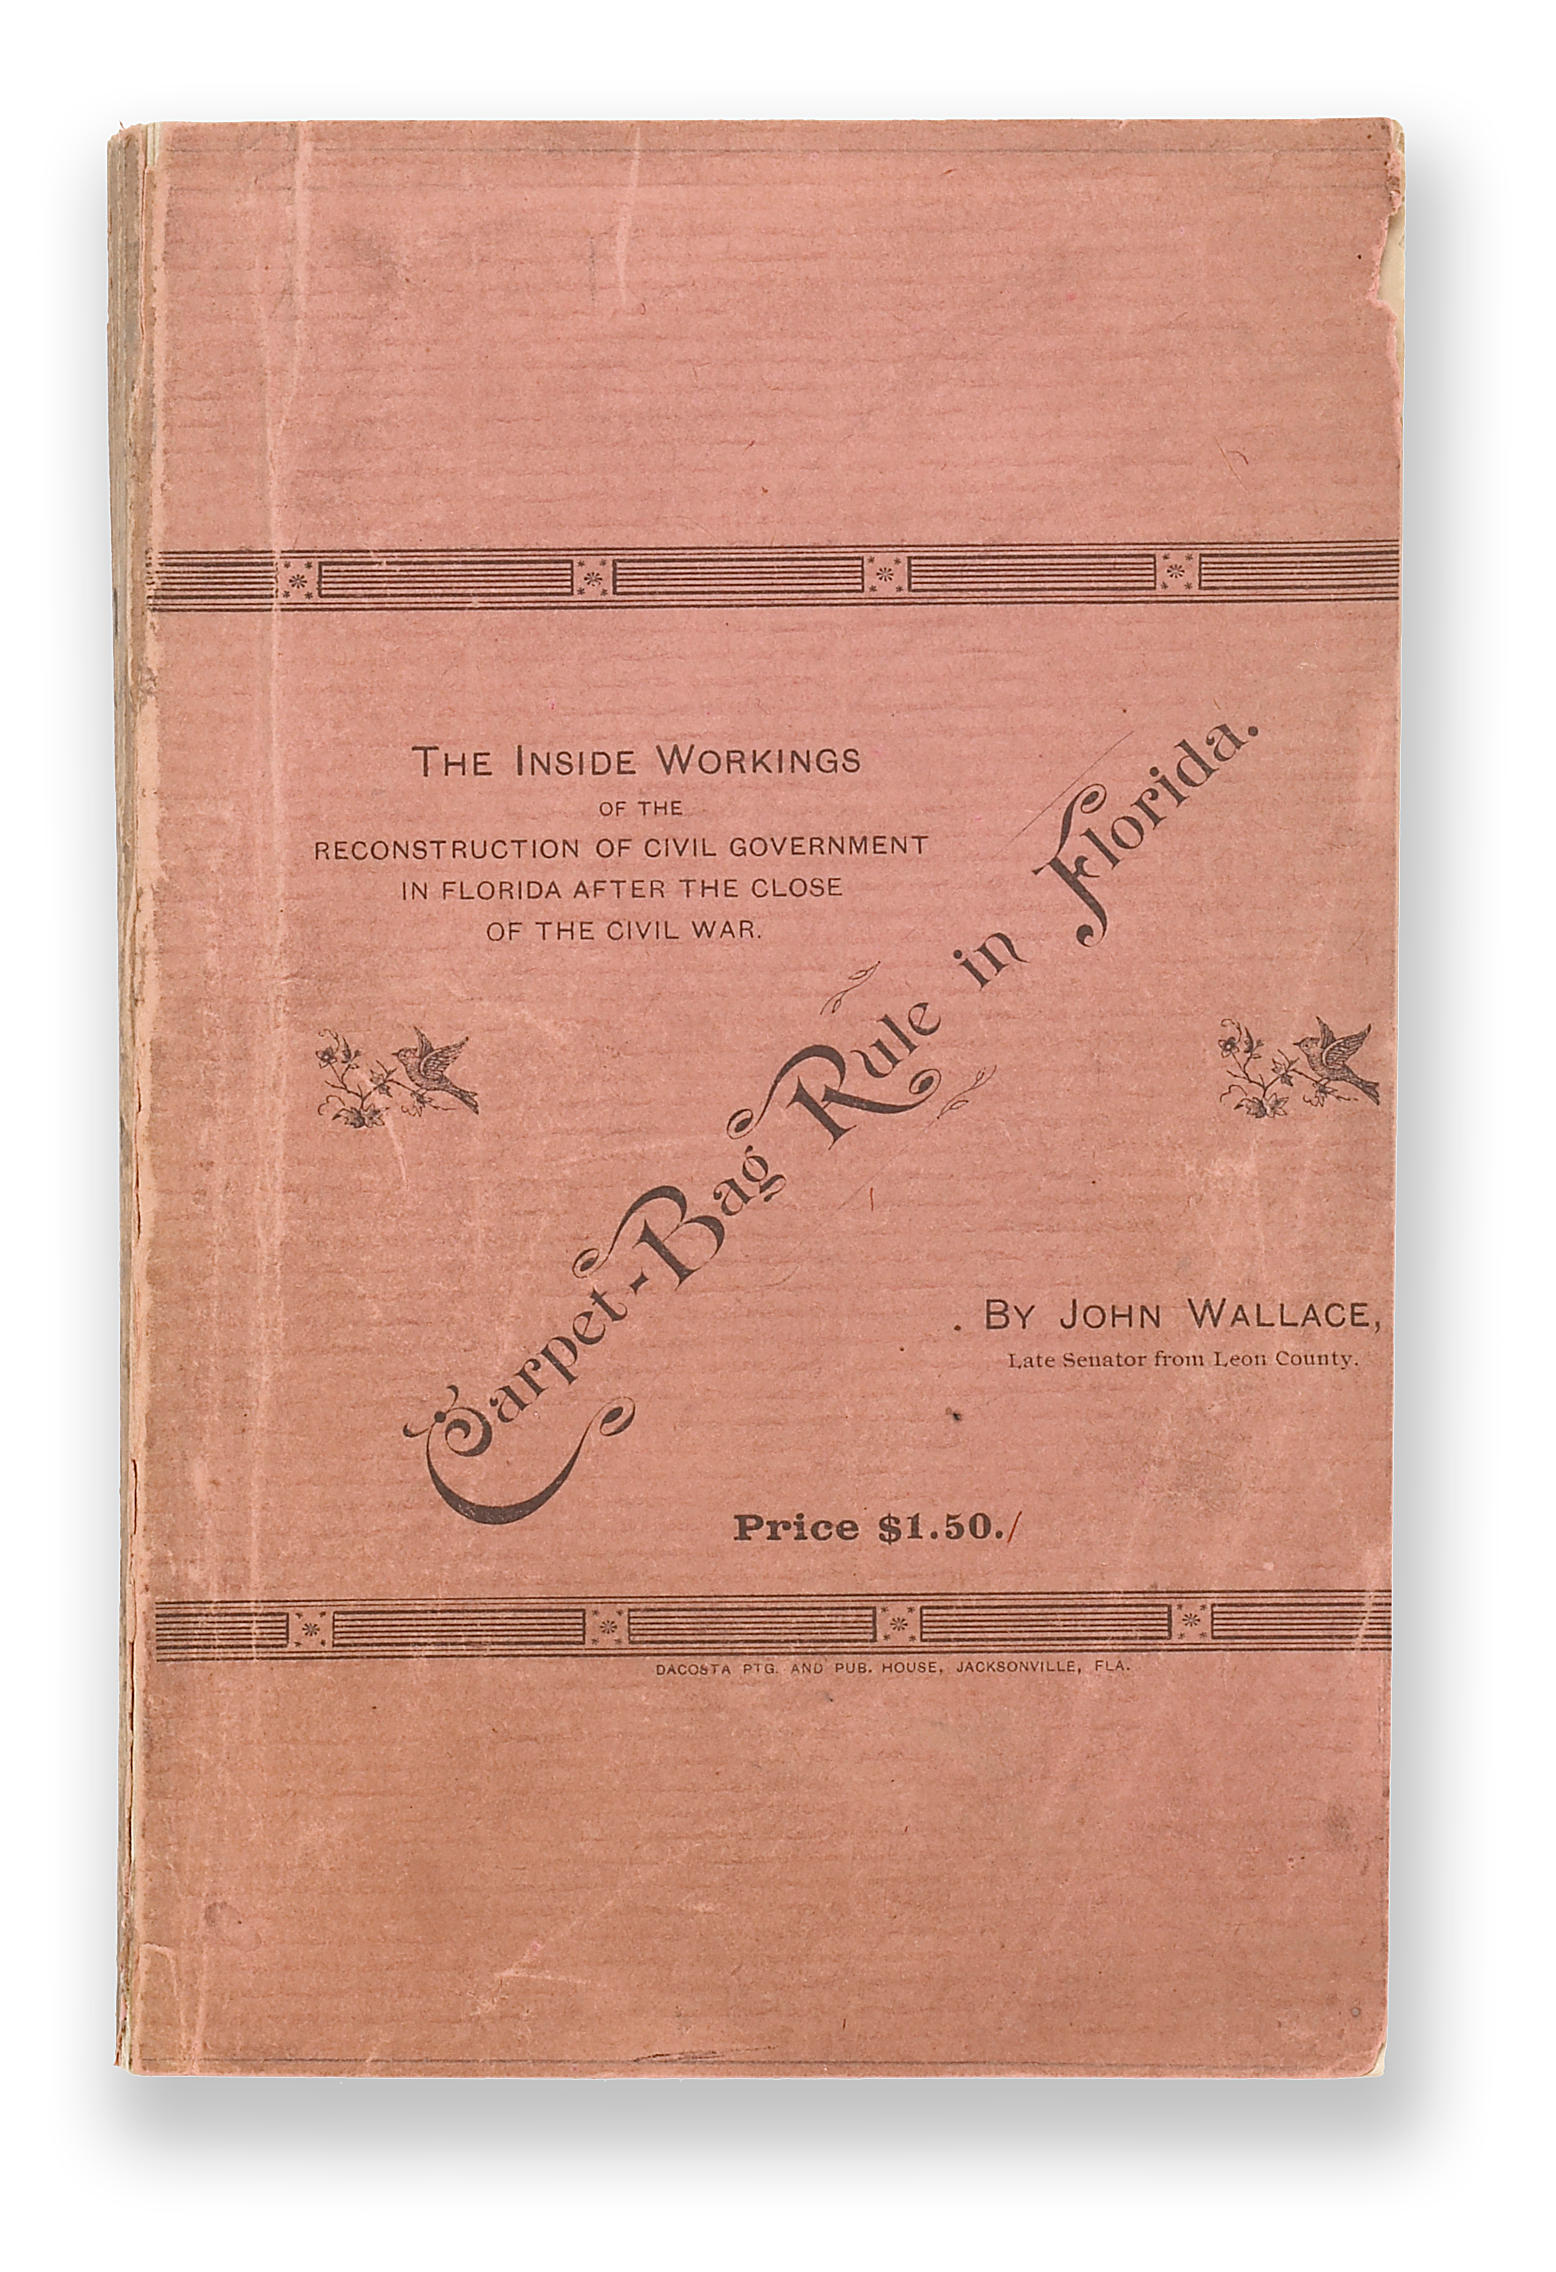 THE INSIDE WORKINGS
OF THE
RECONSTRUCTION OF CIVIL GOVERNMENT
IN FLORIDA AFTER THE CLOSE
OF THE CIVIL WAR.
Carpet-Bag Rule in Florida.
BY JOHN WALLACE,
Late Senator from Leon County.
Price $1.50.
DACOSTA PTG. AND PUB. HOUSE, JACKSONVILLE, FLA.